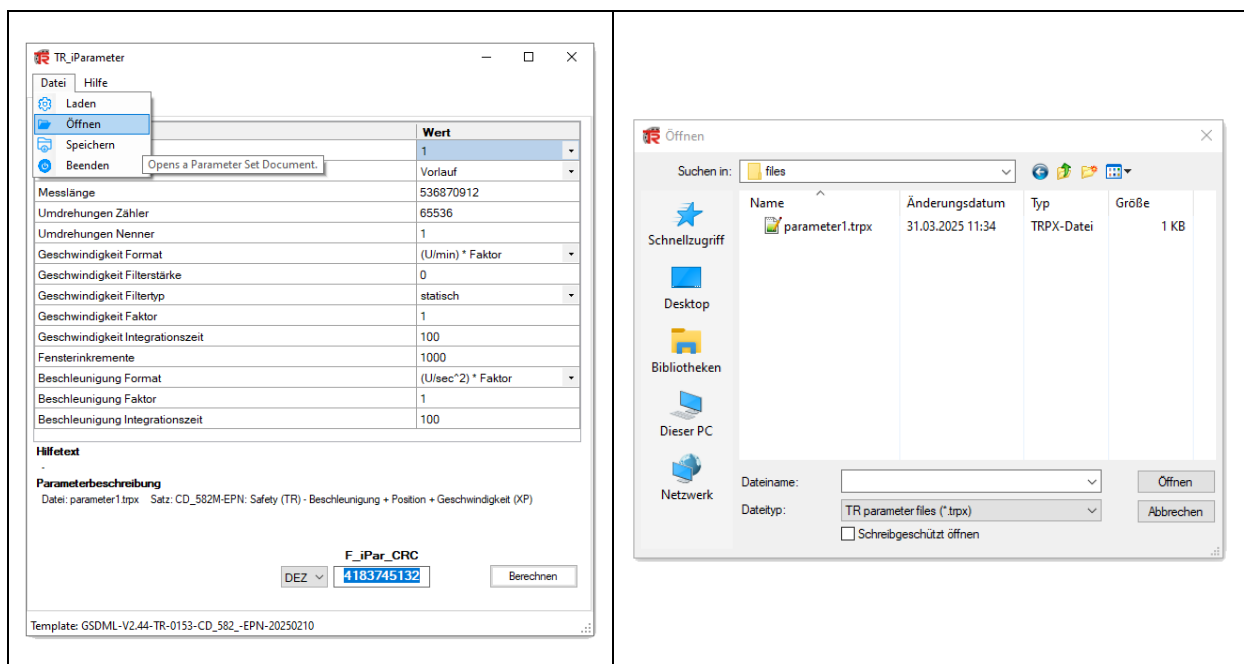 TR_iParameter
Datei Hilfe
Laden
Öffnen
Speichern
Beenden
Opens a Parameter Set Document.
Wert
1
Vorlauf
Messlänge 536870912
Umdrehungen Zähler 65536
Umdrehungen Nenner 1
Geschwindigkeit Format (U/min) * Faktor
Geschwindigkeit Filterstärke 0
Geschwindigkeit Filtertyp statisch
Geschwindigkeit Faktor 1
Geschwindigkeit Integrationszeit 100
Fensterinkremente 1000
Beschleunigung Format (U/sec^2) * Faktor
Beschleunigung Faktor 1
Beschleunigung Integrationszeit 100
Hilfetext
-
Parameterbeschreibung
Datei: parameter1.trpx Satz: CD_582M-EPN: Safety (TR) - Beschleunigung + Position + Geschwindigkeit (XP)
F_iPar_CRC
DEZ 4183745132 Berechnen
Template: GSDML-V2.44-TR-0153-CD_582_-EPN-20250210
Öffnen
Suchen in: files
Name Änderungsdatum Typ Größe
parameter1.trpx 31.03.2025 11:34 TRPX-Datei 1 KB
Schnellzugriff
Desktop
Bibliotheken
Dieser PC
Netzwerk
Dateiname: Öffnen
Dateityp: TR parameter files (*.trpx) Abbrechen
Schreibgeschützt öffnen